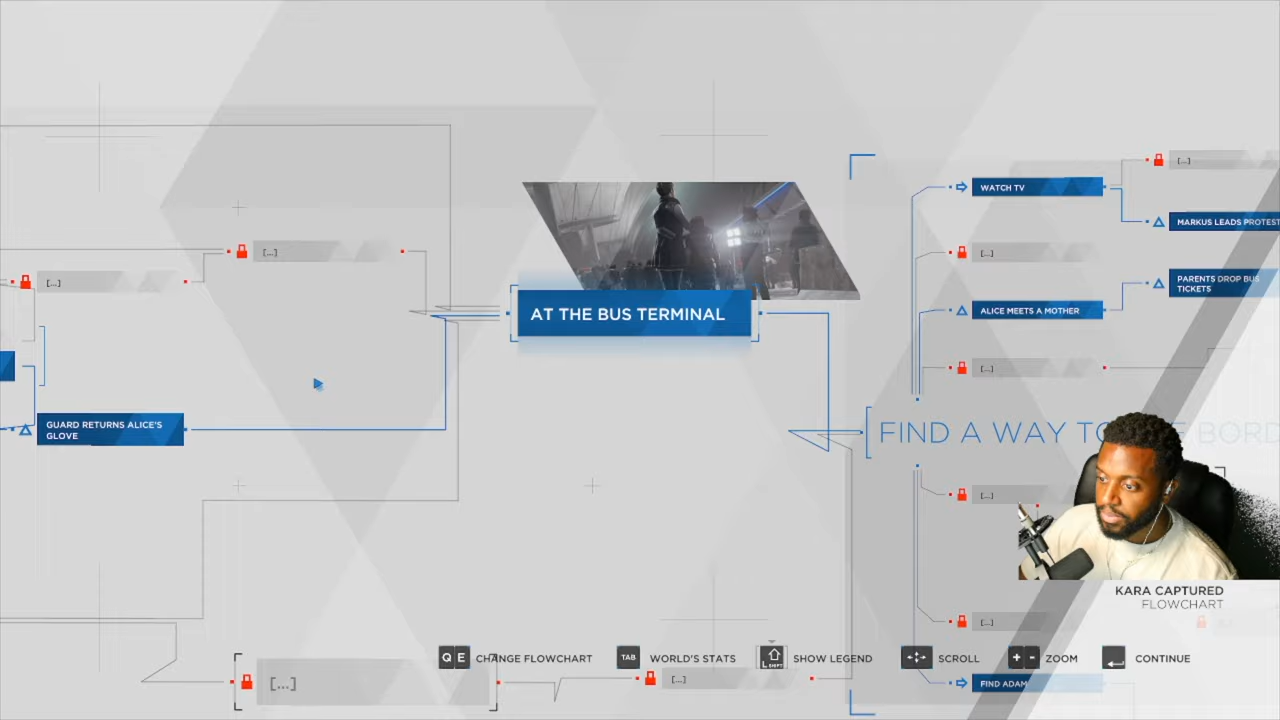 [...]
WATCH TV
MARKUS LEADS PROTEST
[...]
[...]
[...]
PARENTS DROP BUS
TICKETS
AT THE BUS TERMINAL
ALICE MEETS A MOTHER
[...]
GUARD RETURNS ALICE'S
GLOVE
FIND A WAY TO
BORD
[...]
KARA CAPTURED
FLOWCHART
[...]
Q E CHANGE FLOWCHART
TAB WORLD'S STATS
L SHIFT SHOW LEGEND
SCROLL
+ - ZOOM
CONTINUE
[...]
[...]
FIND ADAM